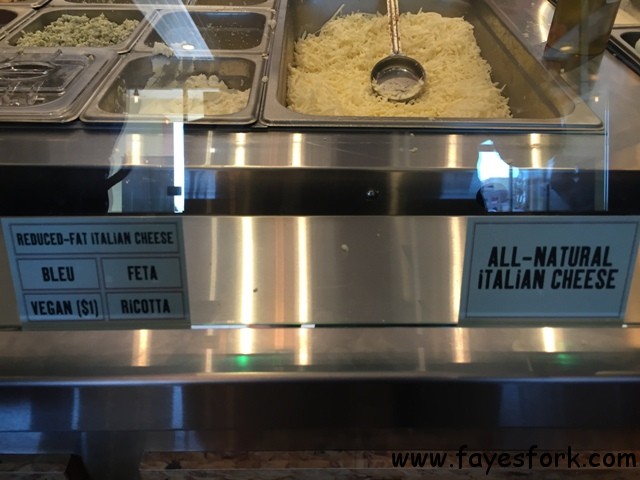 REDUCED-FAT iTALiAN CHEESE
BLEU
FETA
VEGAN ($1)
RiCOTTA
ALL-NATURAL
iTALiAN CHEESE
www.fayesfork.com